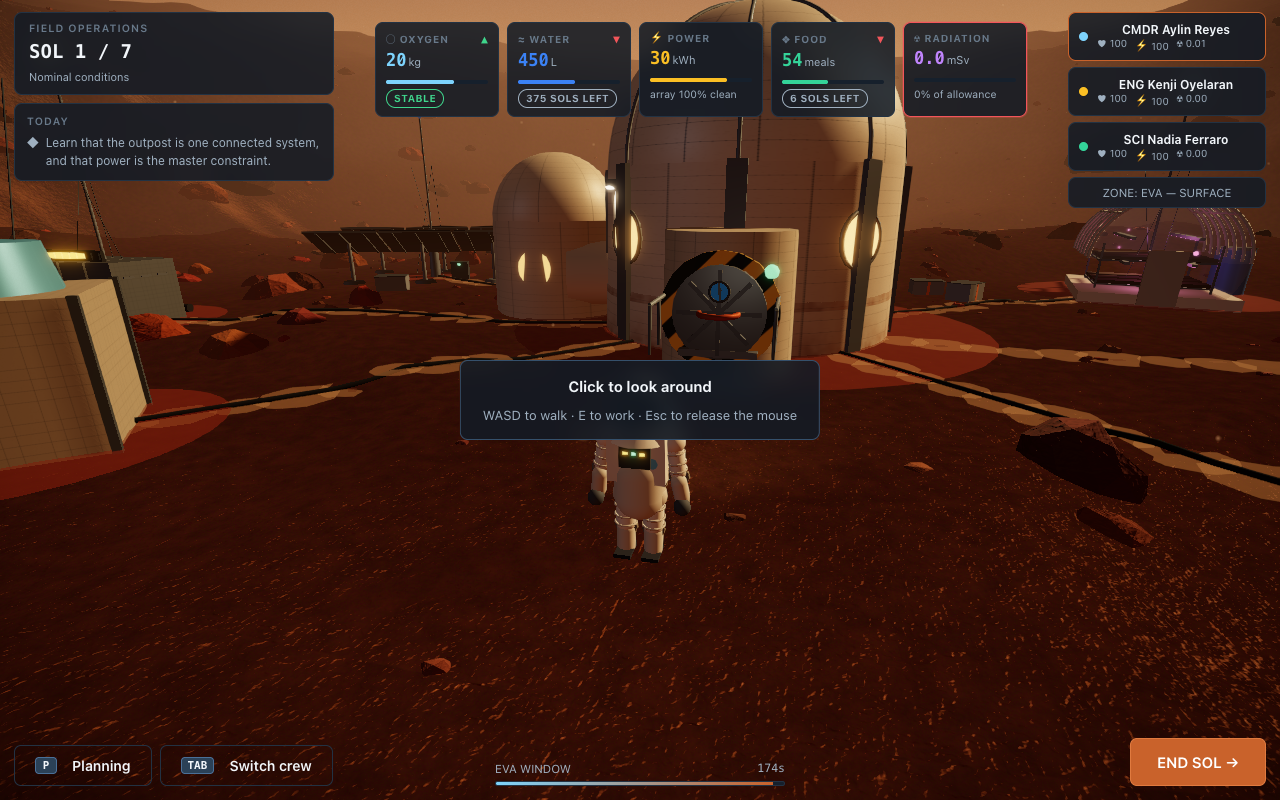 FIELD OPERATIONS
SOL 1 / 7
Nominal conditions
TODAY
Learn that the outpost is one connected system,
and that power is the master constraint.
OXYGEN
20 kg
STABLE
WATER
450 L
375 SOLS LEFT
POWER
30 kWh
array 100% clean
FOOD
54 meals
6 SOLS LEFT
RADIATION
0.0 mSv
0% of allowance
CMDR Aylin Reyes
100 100 0.01
ENG Kenji Oyelaran
100 100 0.00
SCI Nadia Ferraro
100 100 0.00
ZONE: EVA — SURFACE
Click to look around
WASD to walk · E to work · Esc to release the mouse
P Planning
TAB Switch crew
EVA WINDOW 174s
END SOL →